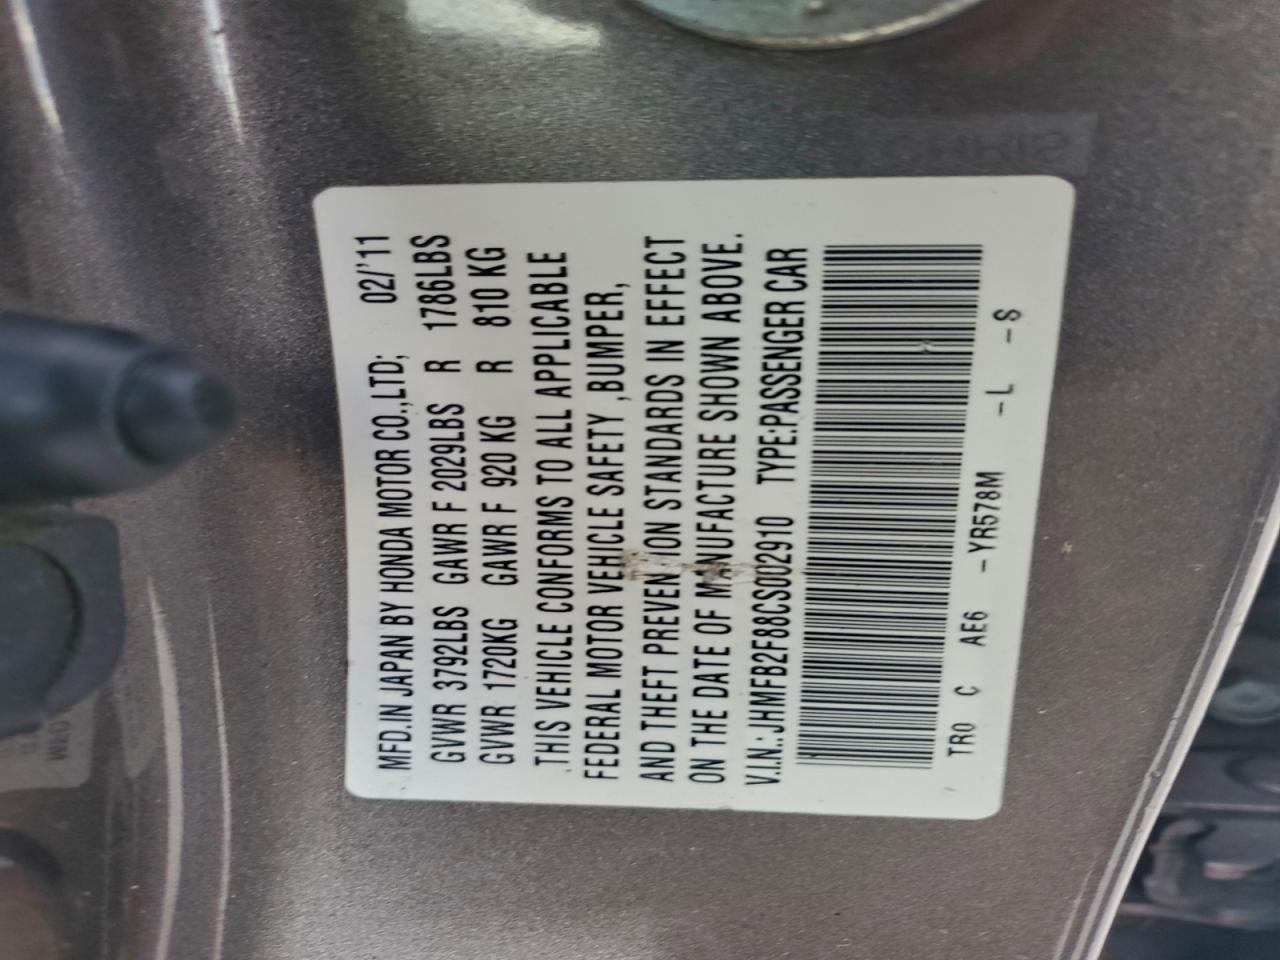 MFD.IN JAPAN BY HONDA MOTOR CO.,LTD; 02/'11
GVWR 3792LBS GAWR F 2029LBS R 1786LBS
GVWR 1720KG GAWR F 920 KG R 810 KG
THIS VEHICLE CONFORMS TO ALL APPLICABLE
FEDERAL MOTOR VEHICLE SAFETY ,BUMPER,
AND THEFT PREVENTION STANDARDS IN EFFECT
ON THE DATE OF MANUFACTURE SHOWN ABOVE.
V.I.N.: JHMFB2F88CS002910 TYPE:PASSENGER CAR
TR0 C AE6 -YR578M -L -S